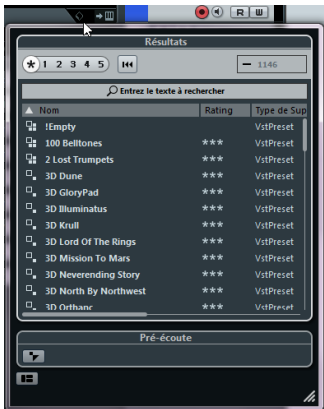 R W
Résultats
* 1 2 3 4 5 1146
Entrez le texte à rechercher
Nom Rating Type de Sup
!Empty VstPreset
100 Belltones *** VstPreset
2 Lost Trumpets *** VstPreset
3D Dune *** VstPreset
3D GloryPad *** VstPreset
3D Illuminatus *** VstPreset
3D Krull *** VstPreset
3D Lord Of The Rings *** VstPreset
3D Mission To Mars *** VstPreset
3D Neverending Story *** VstPreset
3D North By Northwest *** VstPreset
3D Orthanc *** VstPreset
Pré-écoute